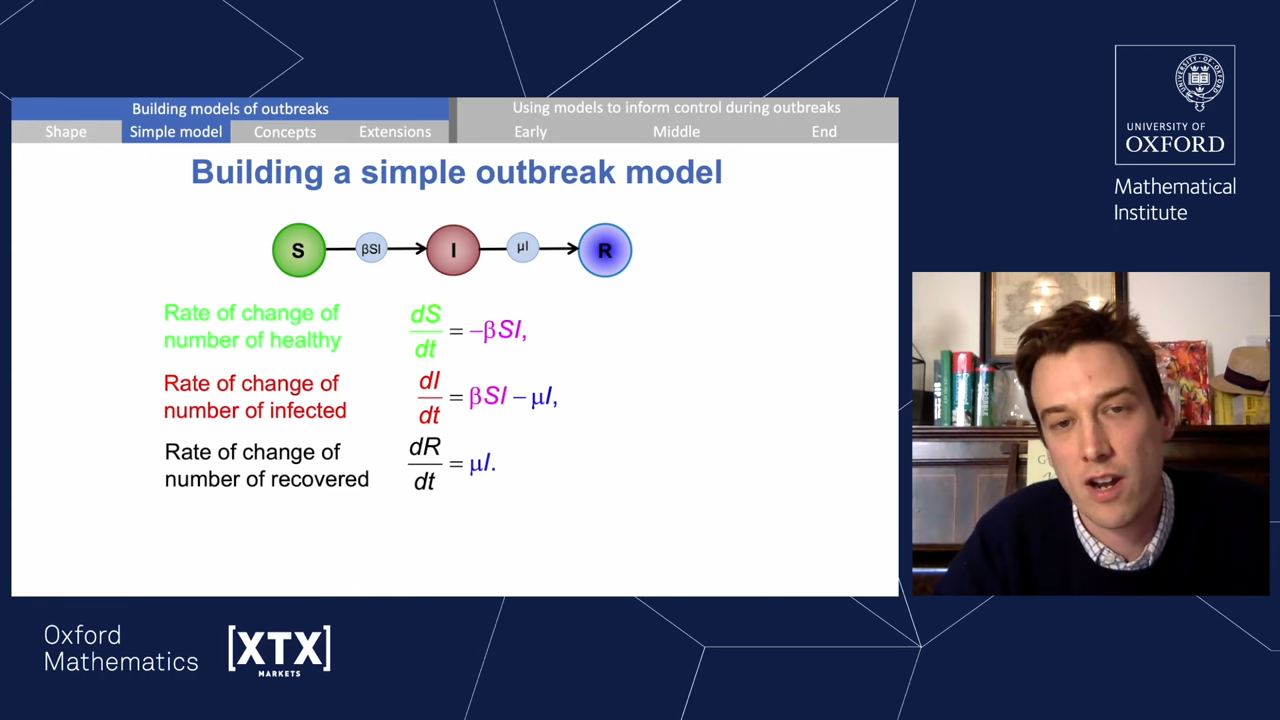 Building models of outbreaks
Using models to inform control during outbreaks
Shape
Simple model
Concepts
Extensions
Early
Middle
End
Building a simple outbreak model
S
βSI
I
μI
R
Rate of change of
number of healthy
dS
dt
= −βSI,
Rate of change of
number of infected
dI
dt
= βSI − μI,
Rate of change of
number of recovered
dR
dt
= μI.
UNIVERSITY OF
OXFORD
Mathematical
Institute
SCRABBLE
Oxford
Mathematics
[XTX]
MARKETS